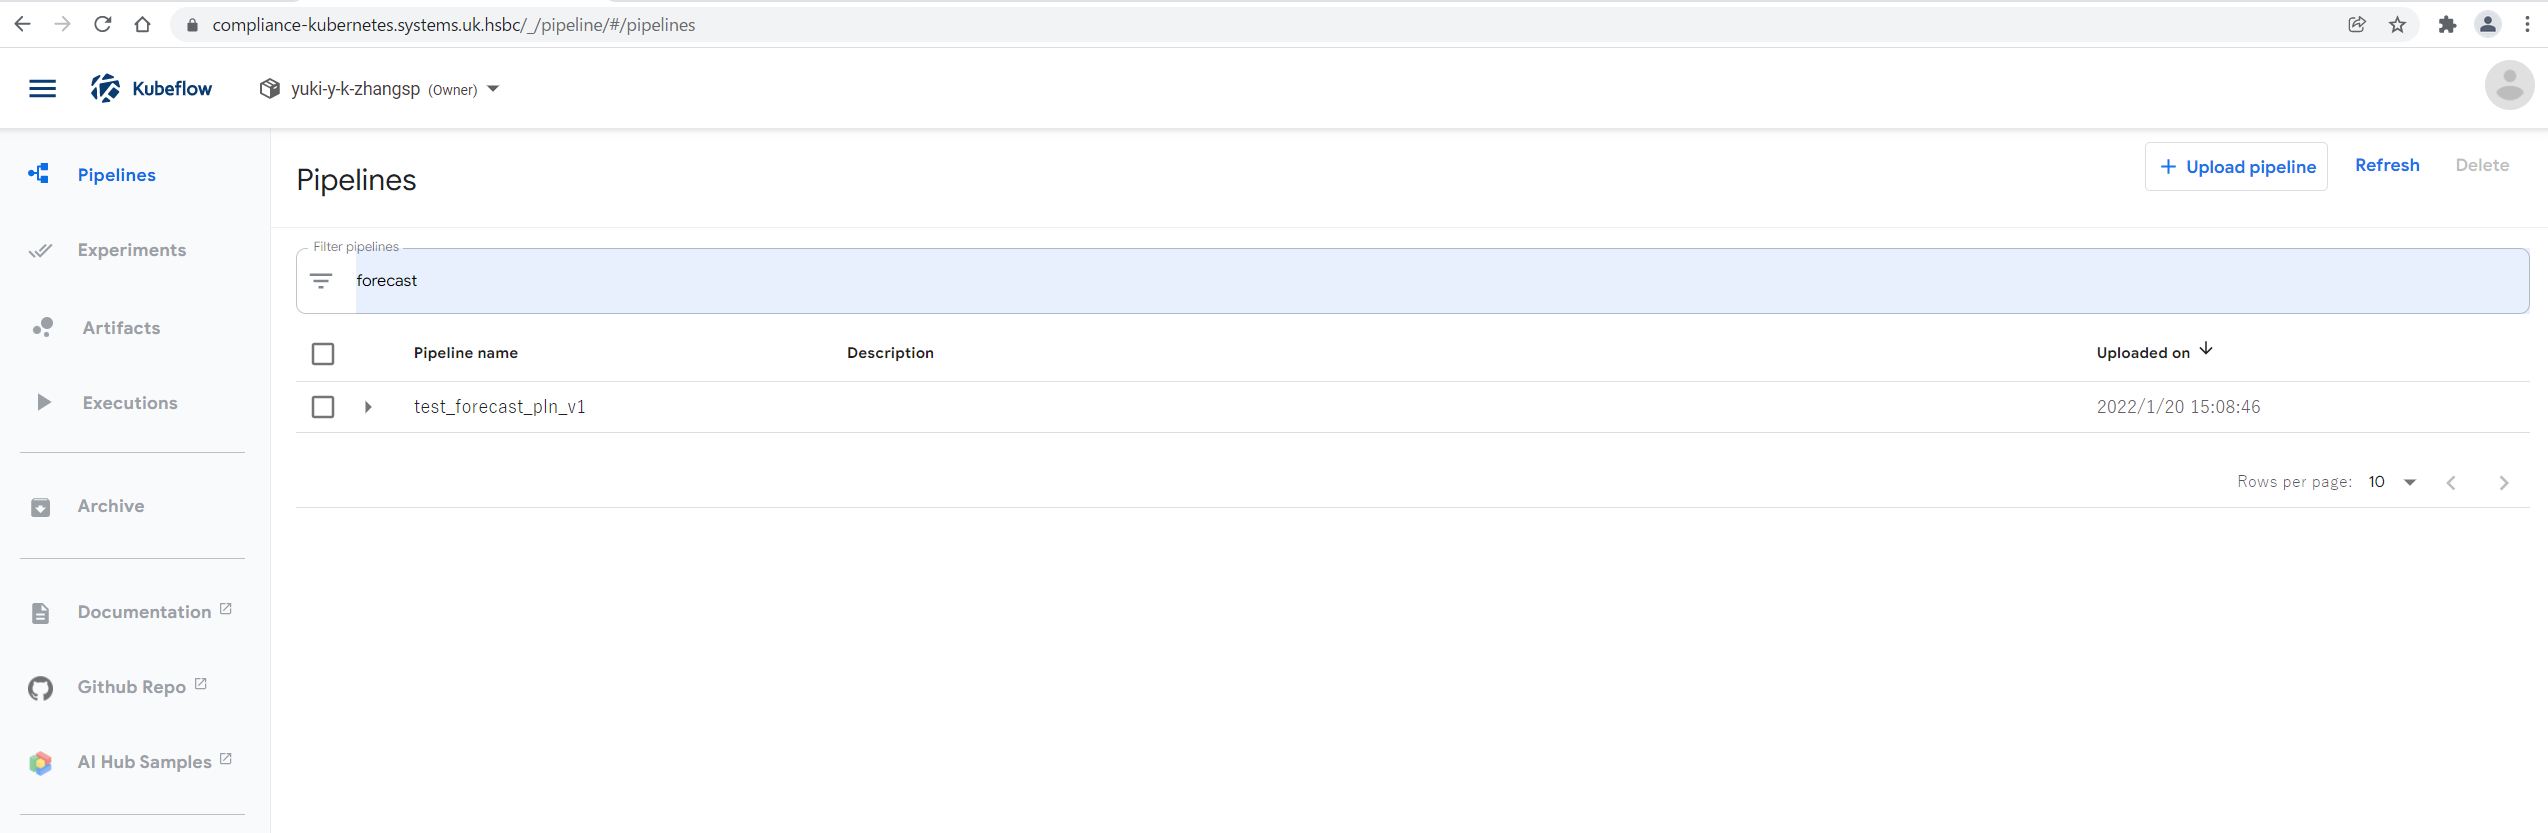 compliance-kubernetes.systems.uk.hsbc/_/pipeline/#/pipelines
Kubeflow
yuki-y-k-zhangsp (Owner)
Pipelines
Experiments
Artifacts
Executions
Archive
Documentation
Github Repo
AI Hub Samples
Pipelines
+ Upload pipeline
Refresh
Delete
Filter pipelines
forecast
Pipeline name Description Uploaded on
test_forecast_pln_v1 2022/1/20 15:08:46
Rows per page: 10